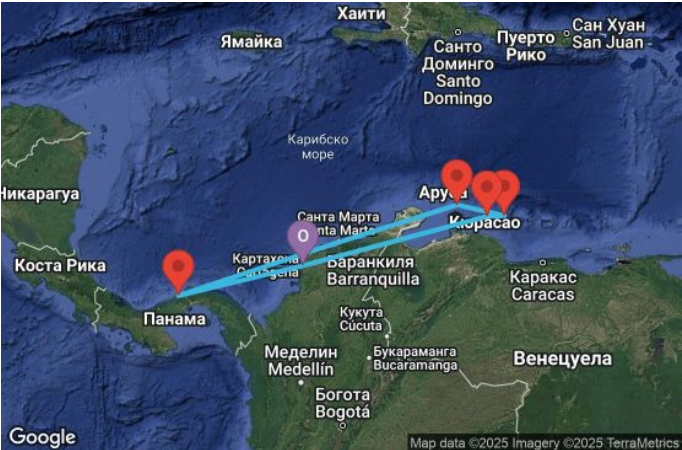 Хаити
Ямайка
Сан Хуан
San Juan
Пуерто
Рико
Санто
Доминго
Santo
Domingo
Карибско
море
Никарагуа
Аруба
Кюрасао
Санта Марта
Santa Marta
O
Картахена
Cartagena
Баранкиля
Barranquilla
Коста Рика
Каракас
Caracas
Панама
Кукута
Cúcuta
Меделин
Medellín
Букараманга
Bucaramanga
Венецуела
Богота
Bogotá
Google
Map data ©2025 Imagery ©2025 TerraMetrics